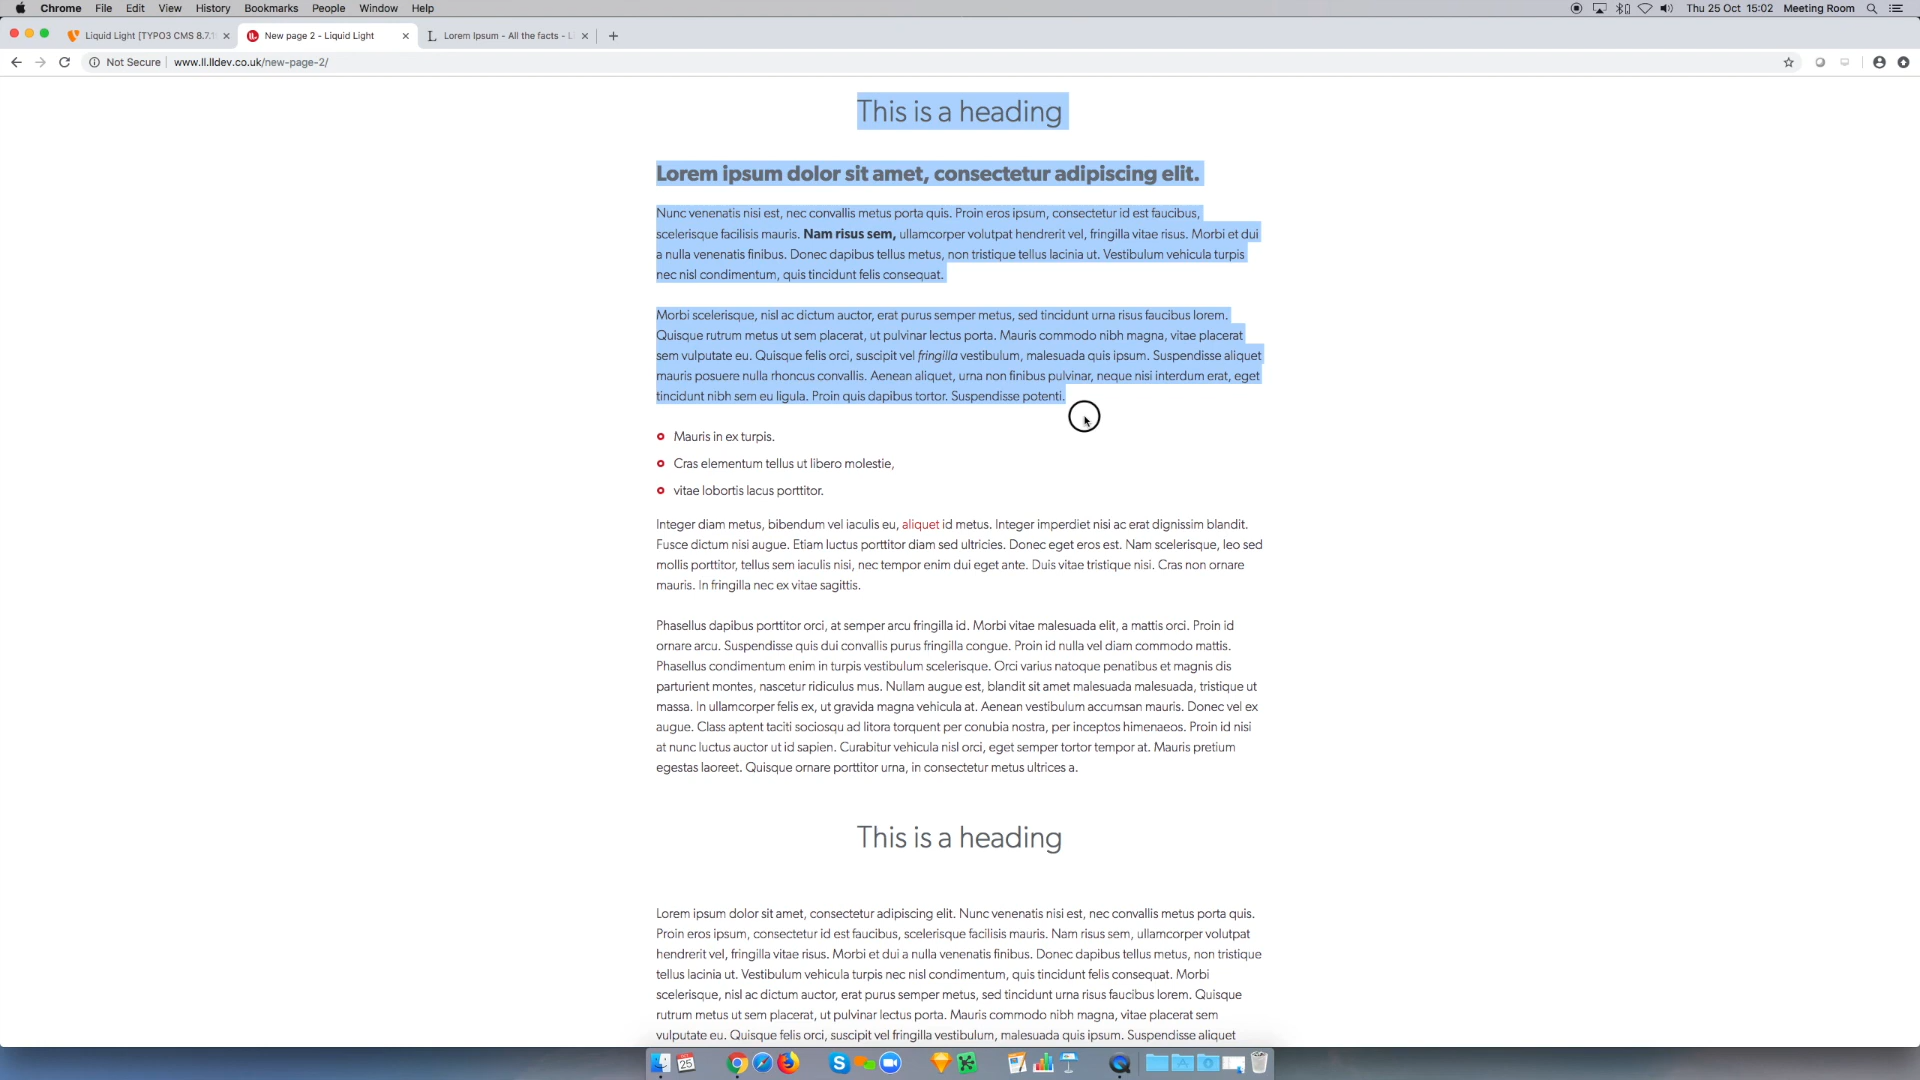 Chrome File Edit View History Bookmarks People Window Help Thu 25 Oct 15:02 Meeting Room
Liquid Light [TYPO3 CMS 8.7.1 New page 2 - Liquid Light Lorem Ipsum - All the facts - L
Not Secure www.ll.lldev.co.uk/new-page-2/
This is a heading
Lorem ipsum dolor sit amet, consectetur adipiscing elit.
Nunc venenatis nisi est, nec convallis metus porta quis. Proin eros ipsum, consectetur id est faucibus,
scelerisque facilisis mauris. Nam risus sem, ullamcorper volutpat hendrerit vel, fringilla vitae risus. Morbi et dui
a nulla venenatis finibus. Donec dapibus tellus metus, non tristique tellus lacinia ut. Vestibulum vehicula turpis
nec nisl condimentum, quis tincidunt felis consequat.
Morbi scelerisque, nisl ac dictum auctor, erat purus semper metus, sed tincidunt urna risus faucibus lorem.
Quisque rutrum metus ut sem placerat, ut pulvinar lectus porta. Mauris commodo nibh magna, vitae placerat
sem vulputate eu. Quisque felis orci, suscipit vel fringilla vestibulum, malesuada quis ipsum. Suspendisse aliquet
mauris posuere nulla rhoncus convallis. Aenean aliquet, urna non finibus pulvinar, neque nisi interdum erat, eget
tincidunt nibh sem eu ligula. Proin quis dapibus tortor. Suspendisse potenti.
Mauris in ex turpis.
Cras elementum tellus ut libero molestie,
vitae lobortis lacus porttitor.
Integer diam metus, bibendum vel iaculis eu, aliquet id metus. Integer imperdiet nisi ac erat dignissim blandit.
Fusce dictum nisi augue. Etiam luctus porttitor diam sed ultricies. Donec eget eros est. Nam scelerisque, leo sed
mollis porttitor, tellus sem iaculis nisi, nec tempor enim dui eget ante. Duis vitae tristique nisi. Cras non ornare
mauris. In fringilla nec ex vitae sagittis.
Phasellus dapibus porttitor orci, at semper arcu fringilla id. Morbi vitae malesuada elit, a mattis orci. Proin id
ornare arcu. Suspendisse quis dui convallis purus fringilla congue. Proin id nulla vel diam commodo mattis.
Phasellus condimentum enim in turpis vestibulum scelerisque. Orci varius natoque penatibus et magnis dis
parturient montes, nascetur ridiculus mus. Nullam augue est, blandit sit amet malesuada malesuada, tristique ut
massa. In ullamcorper felis ex, ut gravida magna vehicula at. Aenean vestibulum accumsan mauris. Donec vel ex
augue. Class aptent taciti sociosqu ad litora torquent per conubia nostra, per inceptos himenaeos. Proin id nisi
at nunc luctus auctor ut id sapien. Curabitur vehicula nisl orci, eget semper tortor tempor at. Mauris pretium
egestas laoreet. Quisque ornare porttitor urna, in consectetur metus ultrices a.
This is a heading
Lorem ipsum dolor sit amet, consectetur adipiscing elit. Nunc venenatis nisi est, nec convallis metus porta quis.
Proin eros ipsum, consectetur id est faucibus, scelerisque facilisis mauris. Nam risus sem, ullamcorper volutpat
hendrerit vel, fringilla vitae risus. Morbi et dui a nulla venenatis finibus. Donec dapibus tellus metus, non tristique
tellus lacinia ut. Vestibulum vehicula turpis nec nisl condimentum, quis tincidunt felis consequat. Morbi
scelerisque, nisl ac dictum auctor, erat purus semper metus, sed tincidunt urna risus faucibus lorem. Quisque
rutrum metus ut sem placerat, ut pulvinar lectus porta. Mauris commodo nibh magna, vitae placerat sem
vulputate eu. Quisque felis orci, suscipit vel fringilla vestibulum, malesuada quis ipsum. Suspendisse aliquet
25